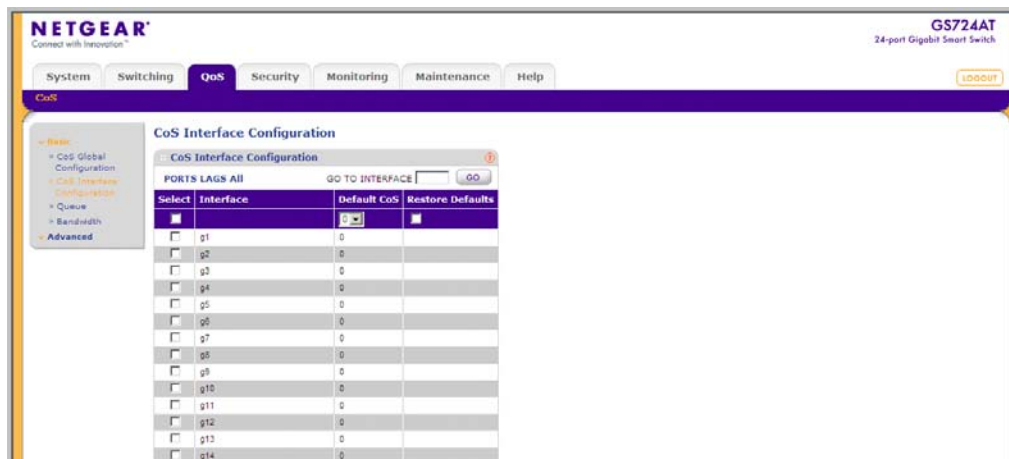 NETGEAR
Connect with Innovation™
GS724AT
24-port Gigabit Smart Switch
System Switching QoS Security Monitoring Maintenance Help
LOGOUT
CoS
Basic
CoS Global
Configuration
CoS Interface
Configuration
Queue
Bandwidth
Advanced
CoS Interface Configuration
CoS Interface Configuration
PORTS LAGS All GO TO INTERFACE GO
Select Interface Default CoS Restore Defaults
0
g1 0
g2 0
g3 0
g4 0
g5 0
g6 0
g7 0
g8 0
g9 0
g10 0
g11 0
g12 0
g13 0
g14 0